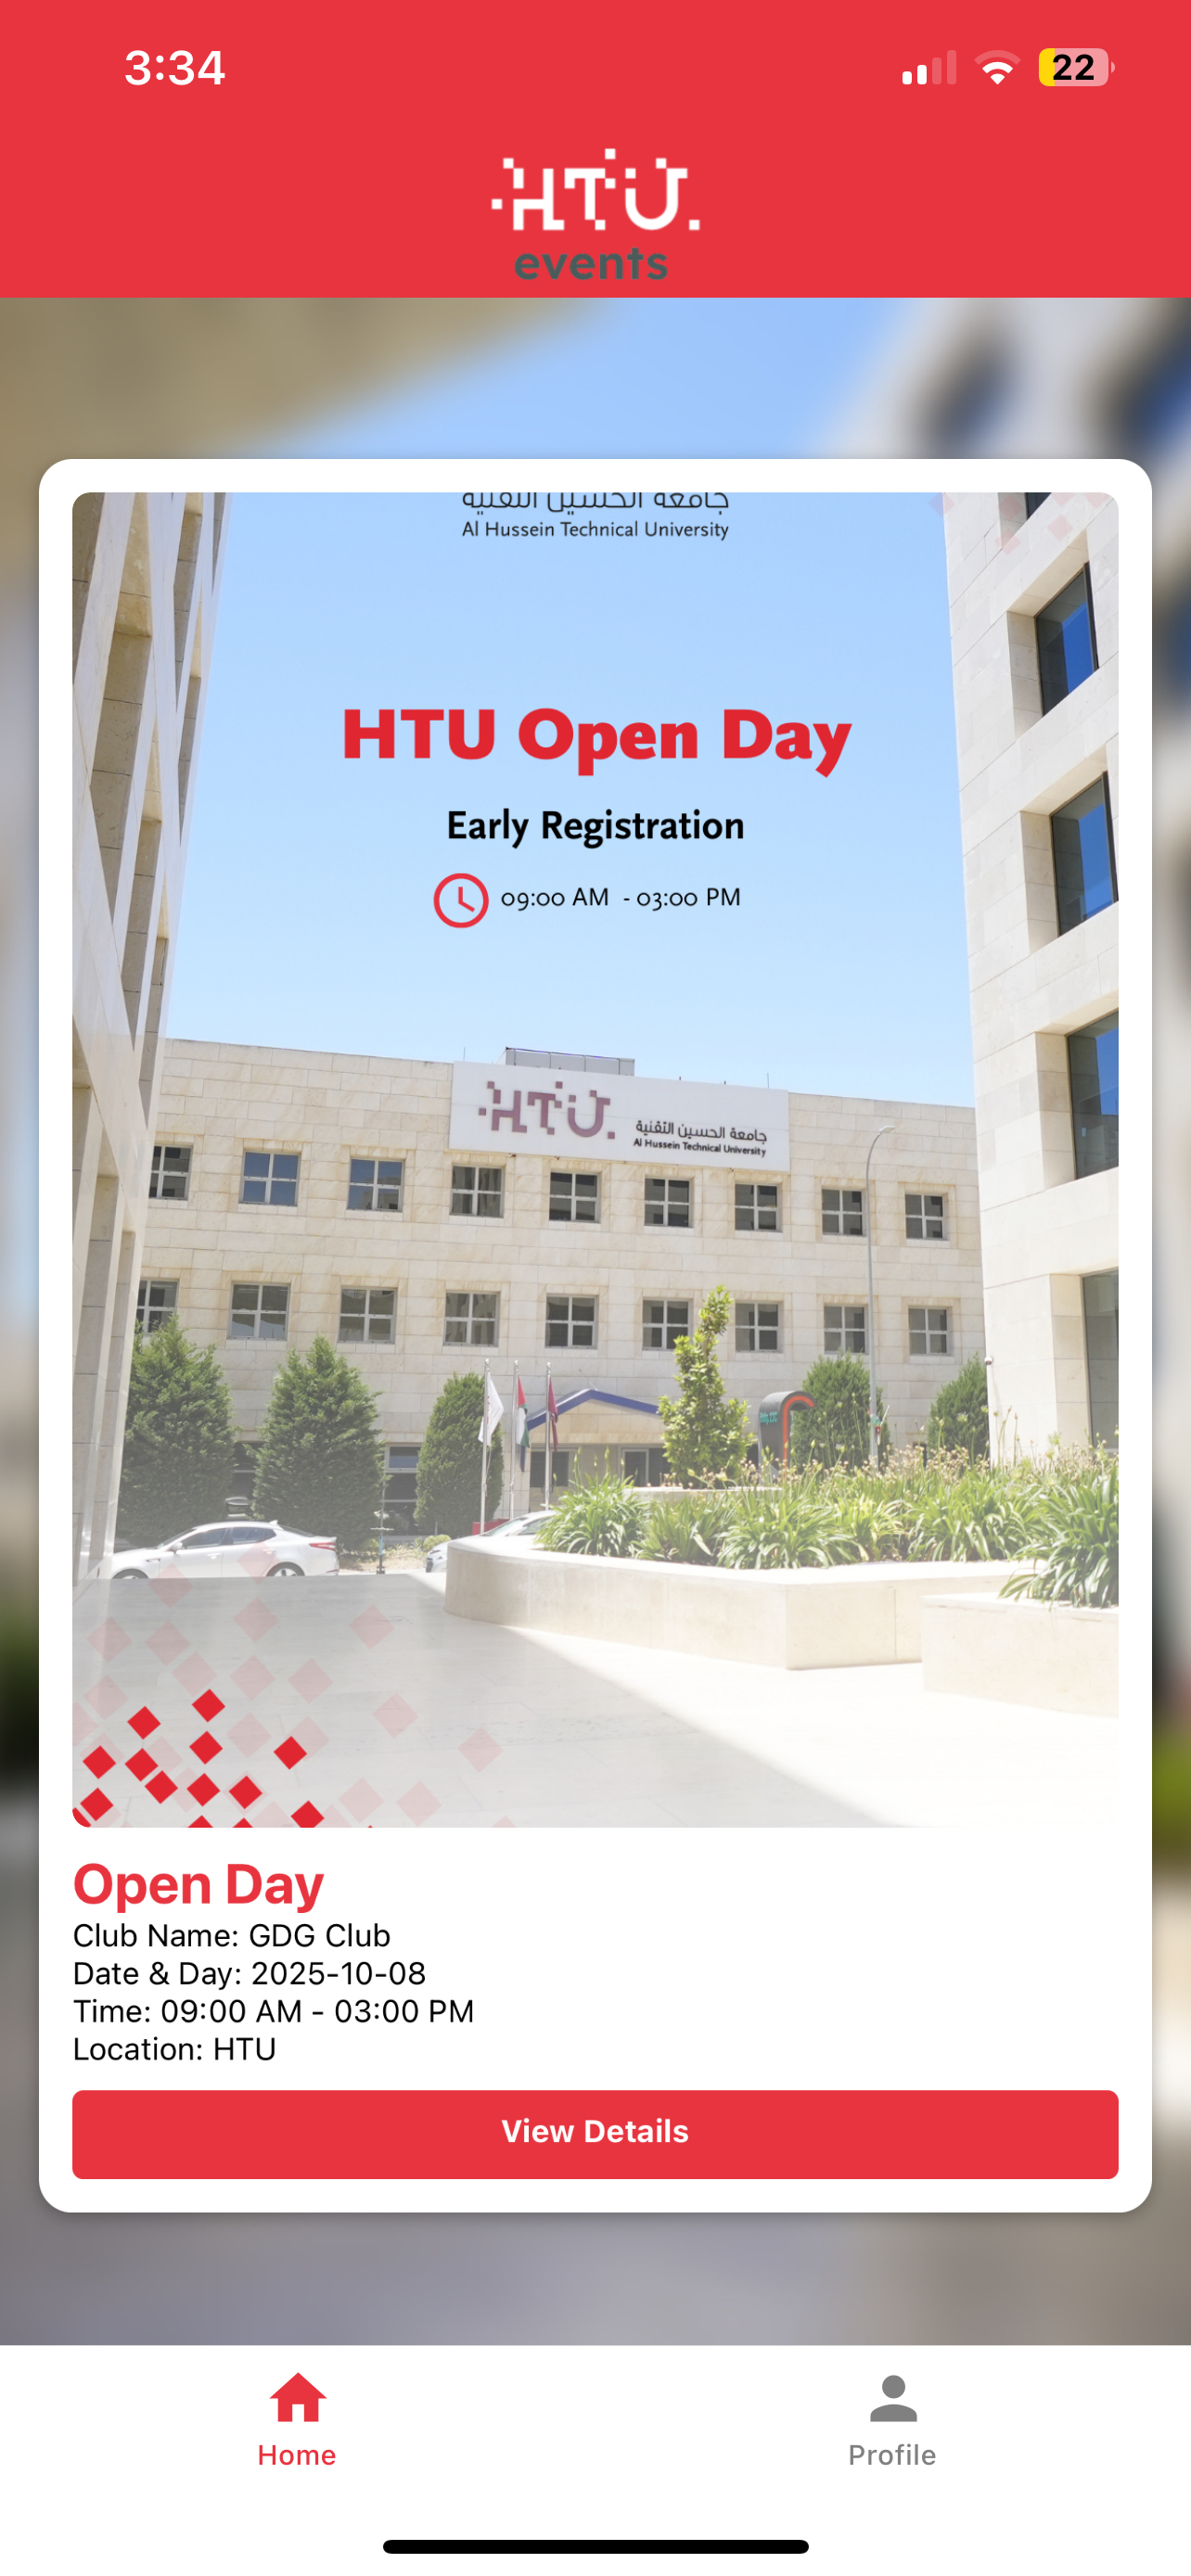 3:34
22
HTU.
events
جامعة الحسين التقنية
Al Hussein Technical University
HTU Open Day
Early Registration
09:00 AM - 03:00 PM
HTU.
جامعة الحسين التقنية
Al Hussein Technical University
Open Day
Club Name: GDG Club
Date & Day: 2025-10-08
Time: 09:00 AM - 03:00 PM
Location: HTU
View Details
Home
Profile